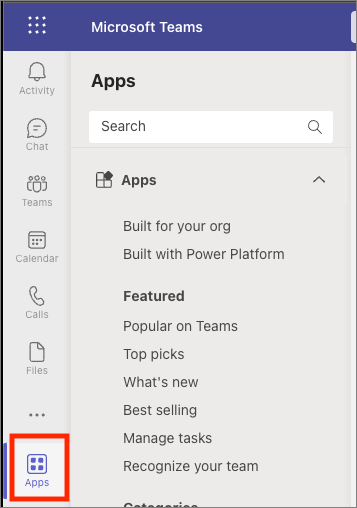 Microsoft Teams
Activity
Chat
Teams
Calendar
Calls
Files
Apps
Apps
Search
Apps
Built for your org
Built with Power Platform
Featured
Popular on Teams
Top picks
What's new
Best selling
Manage tasks
Recognize your team
Categories